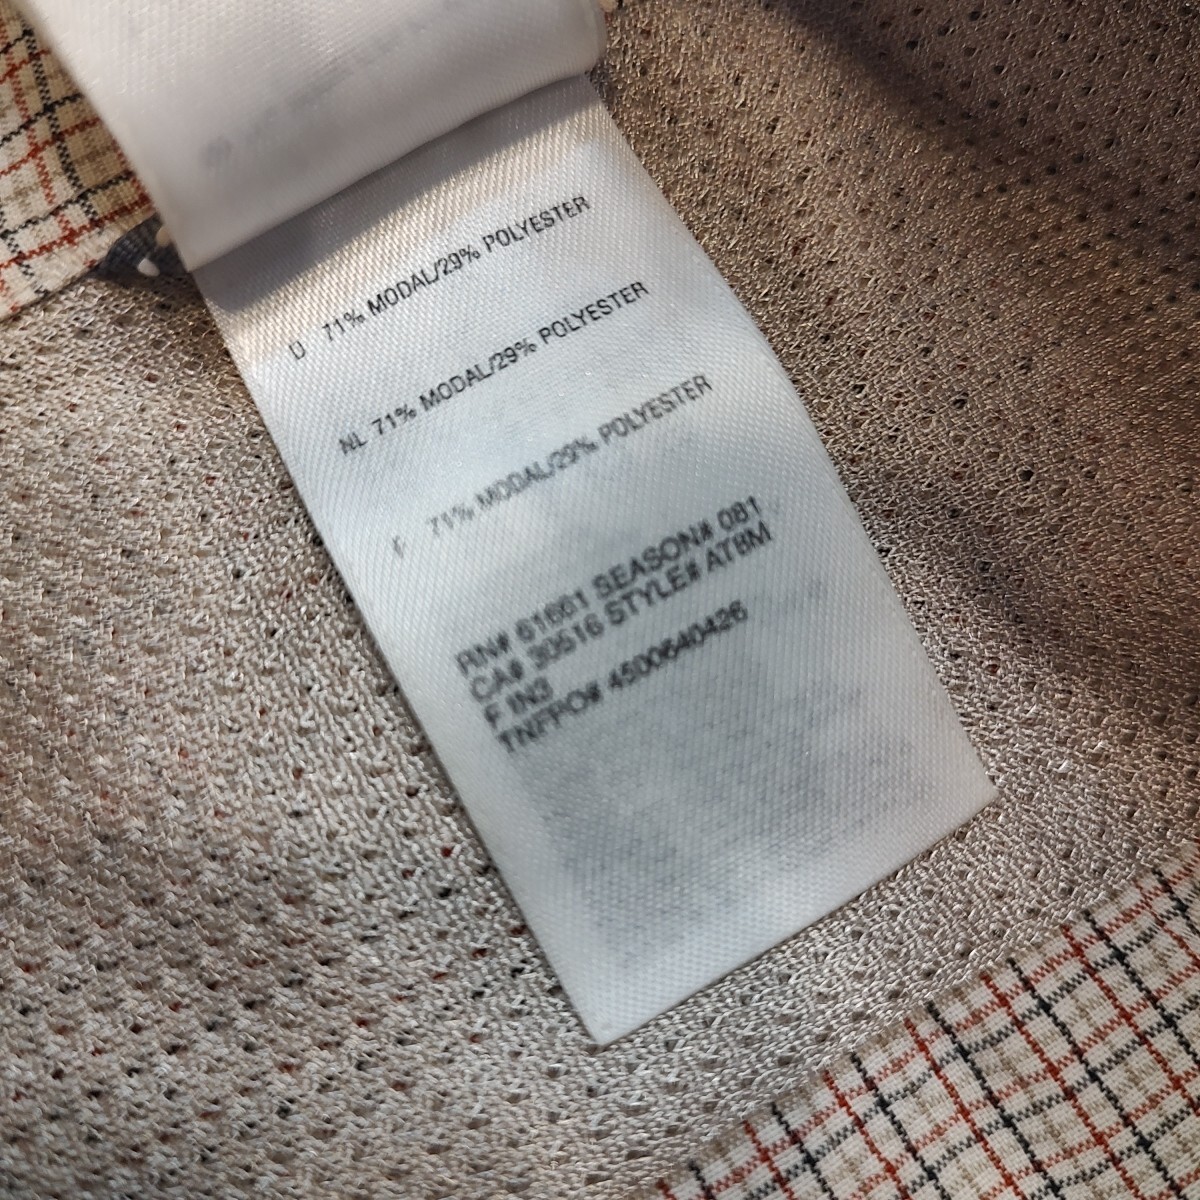 D 71% MODAL/29% POLYESTER
NL 71% MODAL/29% POLYESTER
F 71% MODAL/29% POLYESTER
RN# 61661 SEASON# 081
CA# 30516 STYLE# AT8M
F IN3
TNFPO# 4500640426